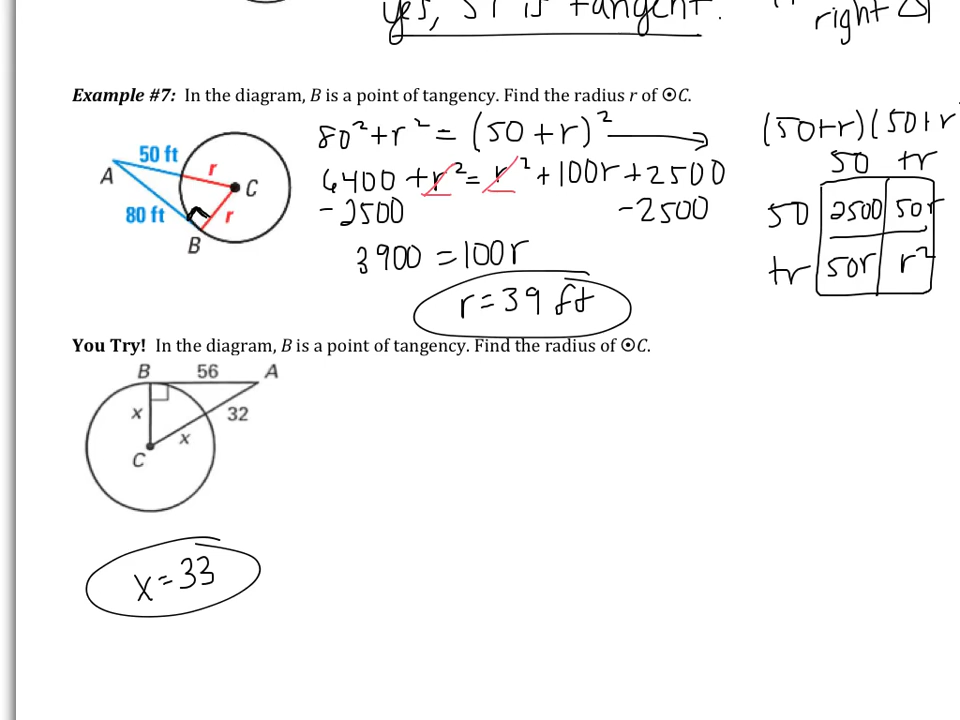 yes, ST is tangent.
right △
Example #7: In the diagram, B is a point of tangency. Find the radius r of ⊙C.
80² + r² = (50 + r)²
(50+r)(50+r
50 ft
r
A
C
80 ft
r
B
6400 + r² = r² + 100r + 2500
-2500 -2500
3900 = 100r
r = 39 ft
50 +r
50 2500 50r
+r 50r r²
You Try! In the diagram, B is a point of tangency. Find the radius of ⊙C.
B 56 A
x 32
x
C
x = 33